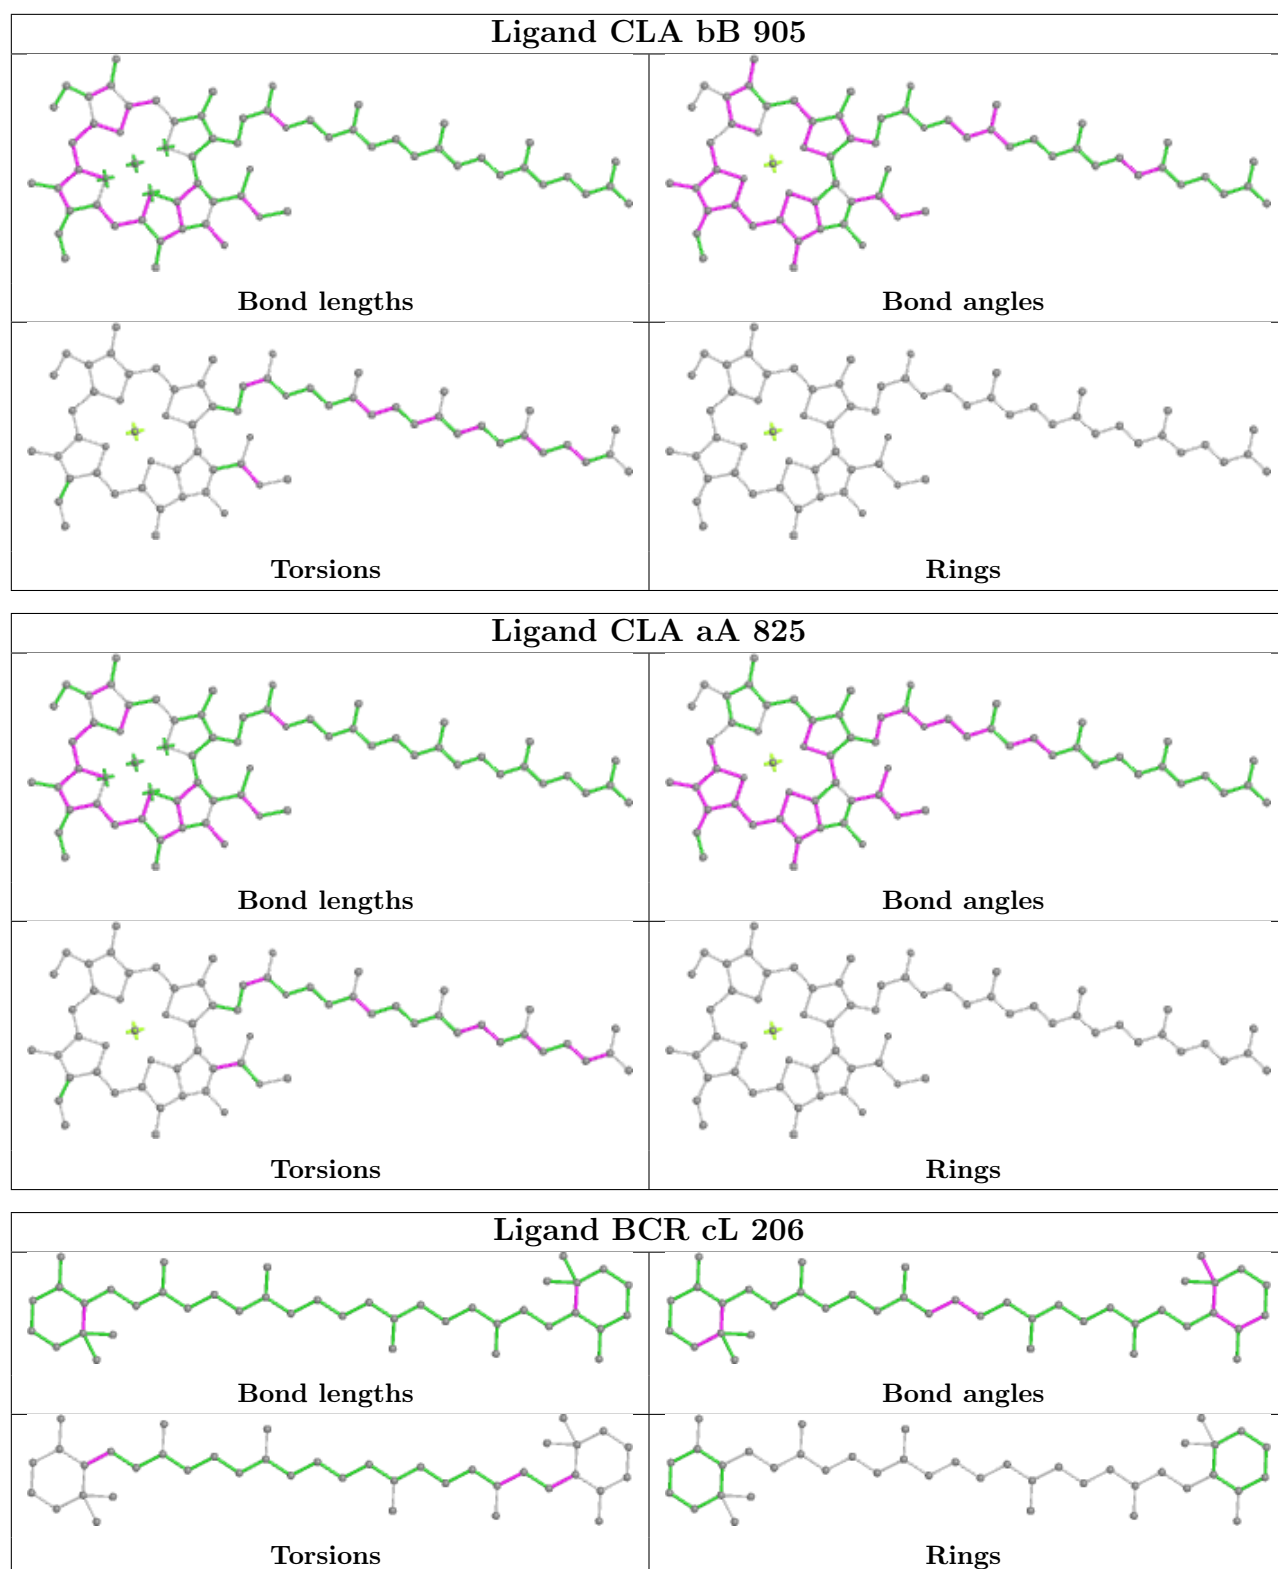 Ligand CLA bB 905
Bond lengths
Bond angles
Torsions
Rings
Ligand CLA aA 825
Bond lengths
Bond angles
Torsions
Rings
Ligand BCR cL 206
Bond lengths
Bond angles
Torsions
Rings